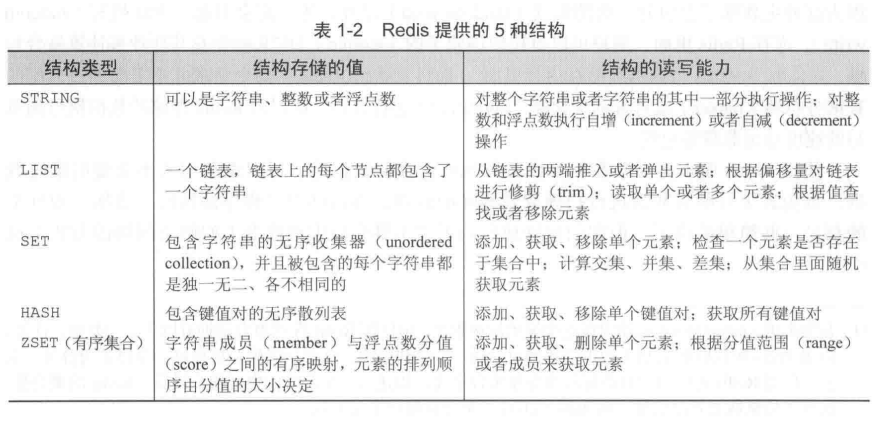 表 1-2 Redis 提供的 5 种结构
结构类型 结构存储的值 结构的读写能力
STRING 可以是字符串、整数或者浮点数 对整个字符串或者字符串的其中一部分执行操作；对整
数和浮点数执行自增（increment）或者自减（decrement）
操作
LIST 一个链表，链表上的每个节点都包含了 从链表的两端推入或者弹出元素；根据偏移量对链表
一个字符串 进行修剪（trim）；读取单个或者多个元素；根据值查
找或者移除元素
SET 包含字符串的无序收集器（unordered 添加、获取、移除单个元素；检查一个元素是否存在
collection），并且被包含的每个字符串都 于集合中；计算交集、并集、差集；从集合里面随机
是独一无二、各不相同的 获取元素
HASH 包含键值对的无序散列表 添加、获取、移除单个键值对；获取所有键值对
ZSET（有序集合） 字符串成员（member）与浮点数分值 添加、获取、删除单个元素；根据分值范围（range）
（score）之间的有序映射，元素的排列顺 或者成员来获取元素
序由分值的大小决定